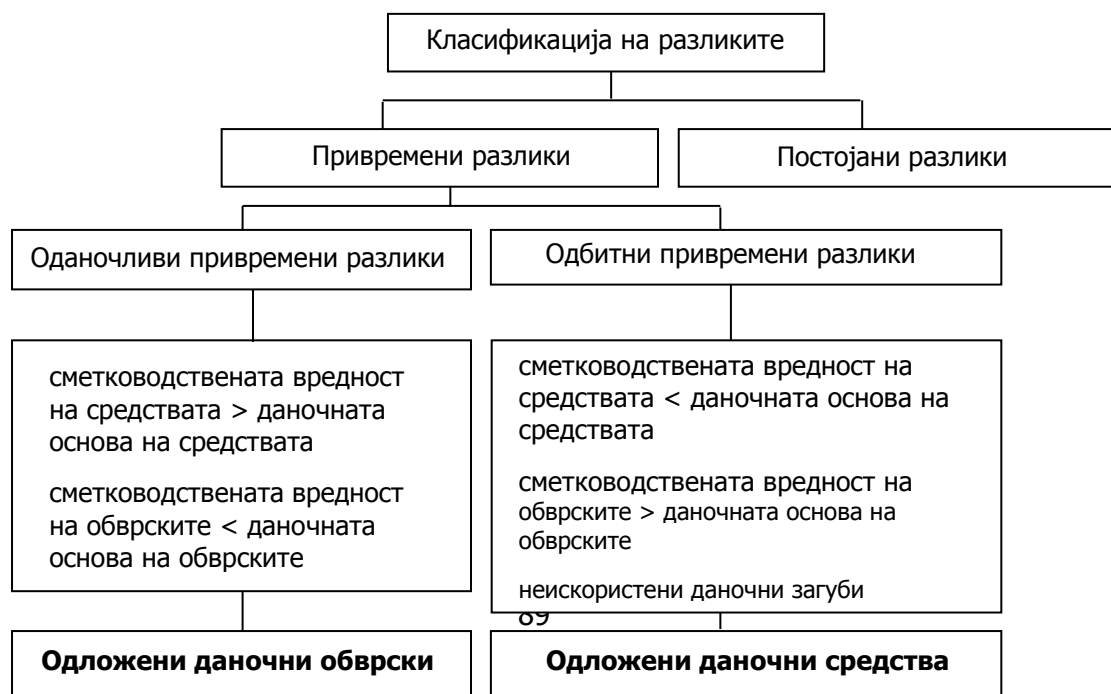 Класификација на разликите
Привремени разлики
Постојани разлики
Оданочливи привремени разлики
Одбитни привремени разлики
сметководствената вредност
на средствата > даночната
основа на средствата
сметководствената вредност
на обврските < даночната
основа на обврските
сметководствената вредност на
средствата < даночната основа на
средствата
сметководствената вредност на
обврските > даночната основа на
обврските
неискористени даночни загуби
89
Одложени даночни обврски
Одложени даночни средства